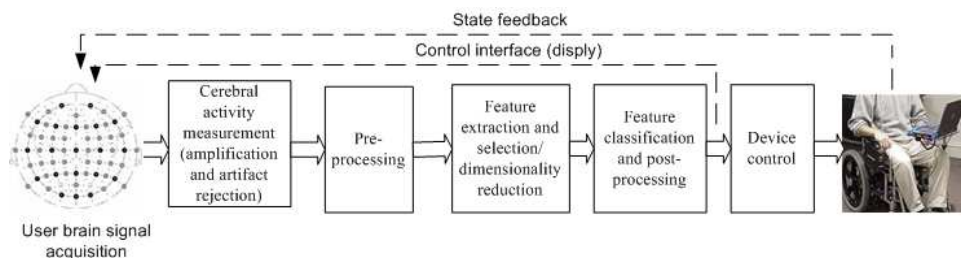 State feedback
Control interface (disply)
Cerebral
activity
measurement
(amplification
and artifact
rejection)
Pre-
processing
Feature
extraction and
selection/
dimensionality
reduction
Feature
classification
and post-
processing
Device
control
User brain signal
acquisition